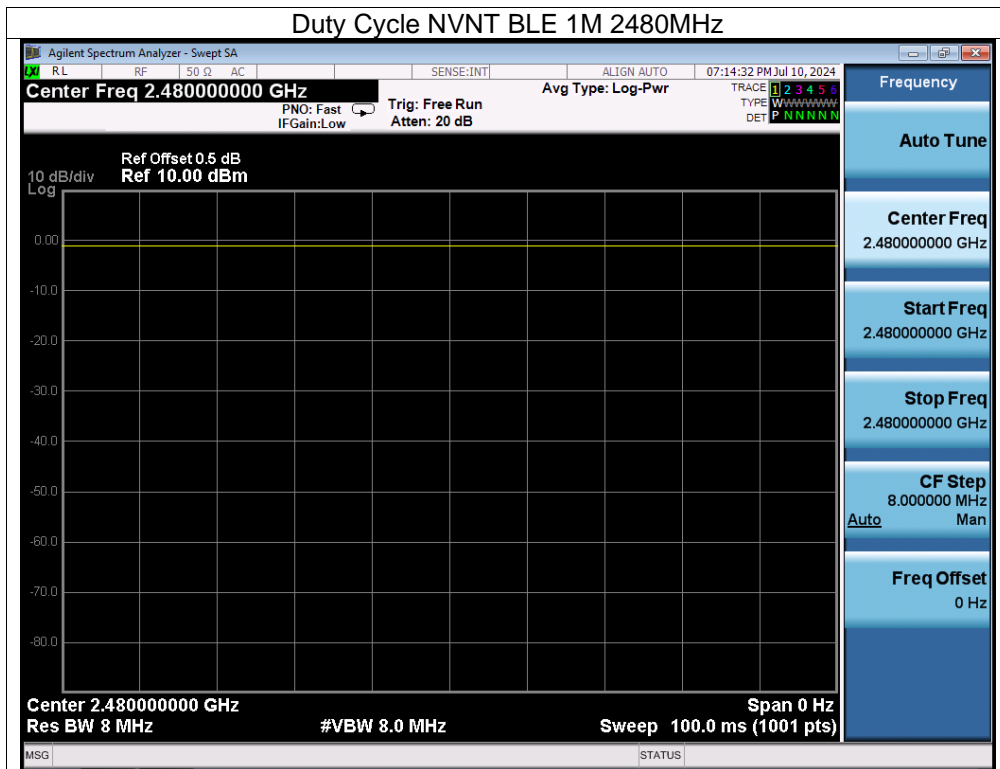 Duty Cycle NVNT BLE 1M 2480MHz
Agilent Spectrum Analyzer - Swept SA
LXI RL RF 50 Ω AC SENSE:INT ALIGN AUTO 07:14:32 PM Jul 10, 2024
Center Freq 2.480000000 GHz
PNO: Fast
IFGain:Low
Trig: Free Run
Atten: 20 dB
Avg Type: Log-Pwr
TRACE 1 2 3 4 5 6
TYPE WWWWWW
DET P N N N N N
Ref Offset 0.5 dB
10 dB/div Ref 10.00 dBm
Log
0.00
-10.0
-20.0
-30.0
-40.0
-50.0
-60.0
-70.0
-80.0
Center 2.480000000 GHz Span 0 Hz
Res BW 8 MHz #VBW 8.0 MHz Sweep 100.0 ms (1001 pts)
MSG STATUS
Frequency
Auto Tune
Center Freq
2.480000000 GHz
Start Freq
2.480000000 GHz
Stop Freq
2.480000000 GHz
CF Step
8.000000 MHz
Auto Man
Freq Offset
0 Hz